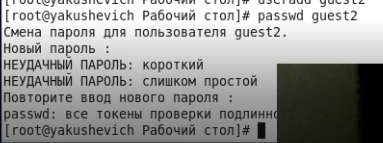 [root@yakushevich Рабочий стол]# useradd guest2
[root@yakushevich Рабочий стол]# passwd guest2
Смена пароля для пользователя guest2.
Новый пароль :
НЕУДАЧНЫЙ ПАРОЛЬ: короткий
НЕУДАЧНЫЙ ПАРОЛЬ: слишком простой
Повторите ввод нового пароля :
passwd: все токены проверки подлинно
[root@yakushevich Рабочий стол]#